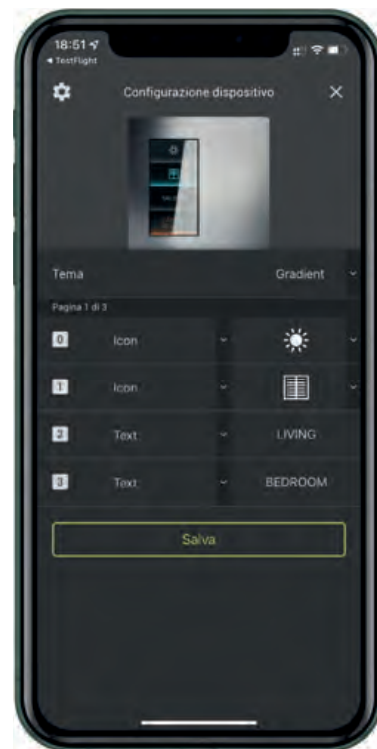 18:51
◂ TestFlight
Configurazione dispositivo
Tema Gradient
Pagina 1 di 3
0 Icon
1 Icon
2 Text LIVING
3 Text BEDROOM
Salva